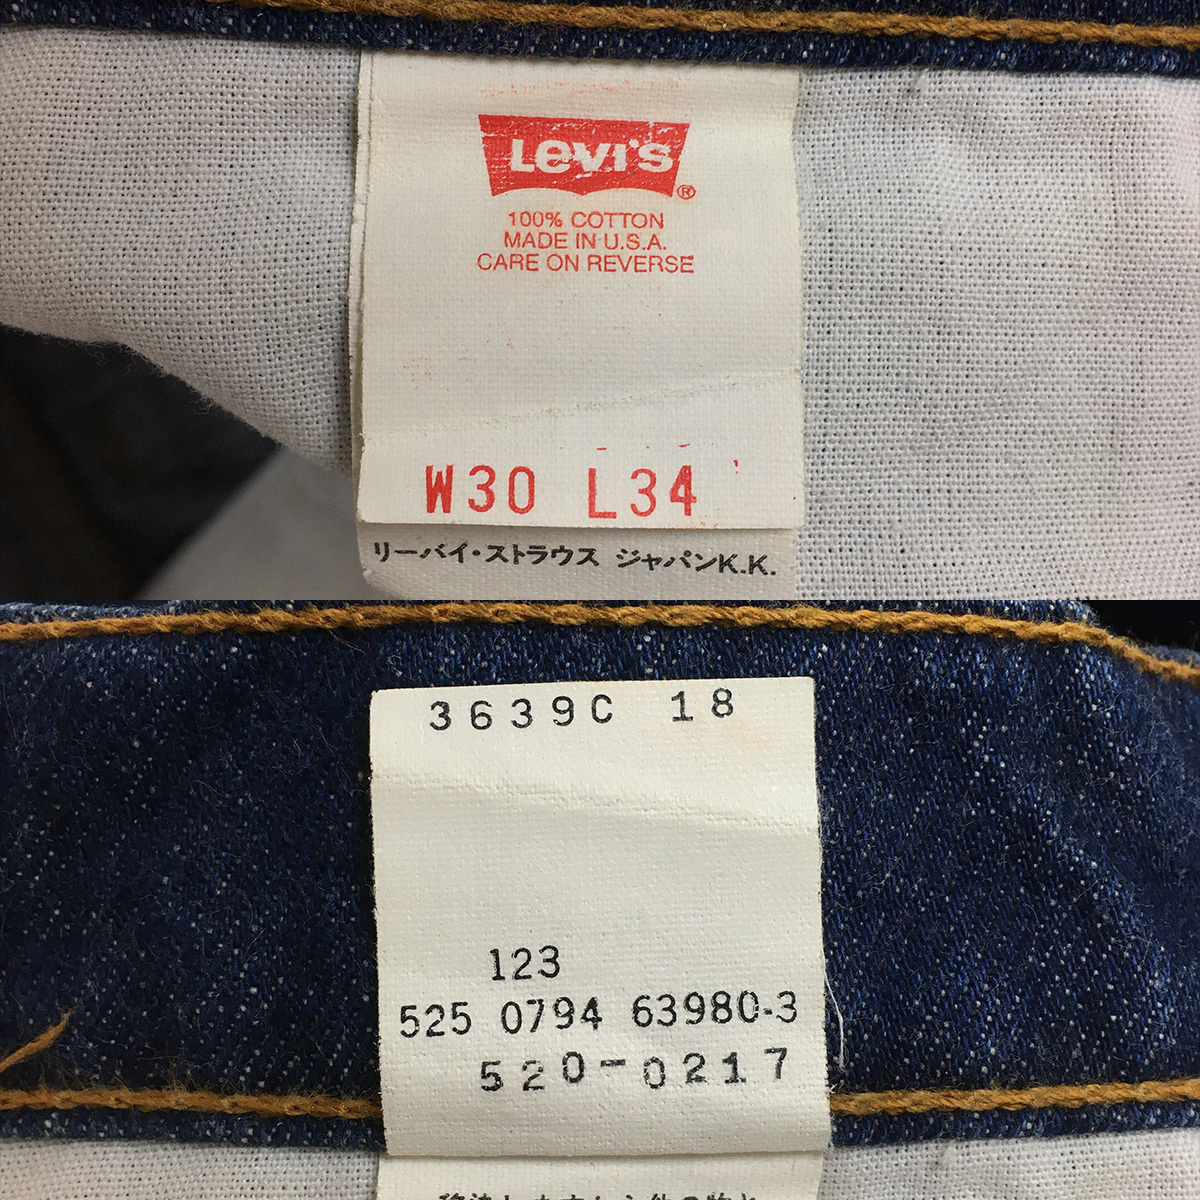 Levi's ®
100% COTTON
MADE IN U.S.A.
CARE ON REVERSE
W30 L34
リーバイ・ストラウス ジャパンK.K.
3639C 18
123
525 0794 63980-3
520-0217